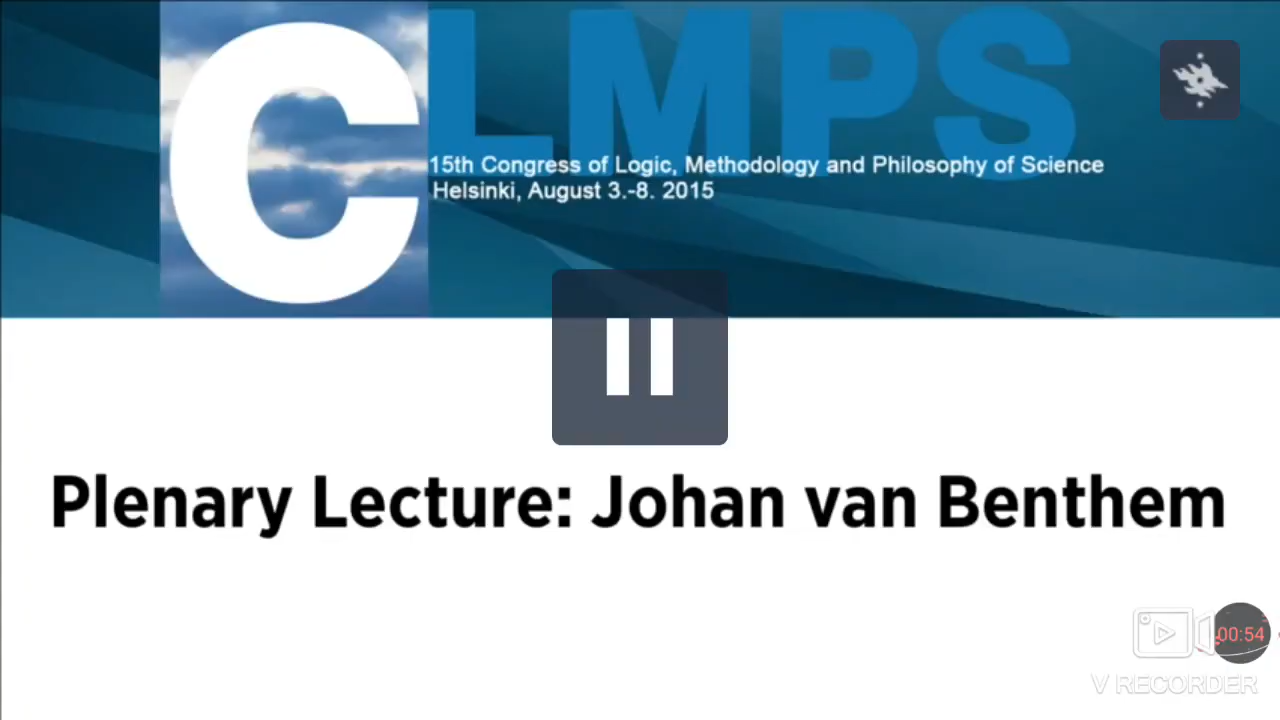 CLMPS
15th Congress of Logic, Methodology and Philosophy of Science
Helsinki, August 3.-8. 2015
Plenary Lecture: Johan van Benthem
00:54
V RECORDER